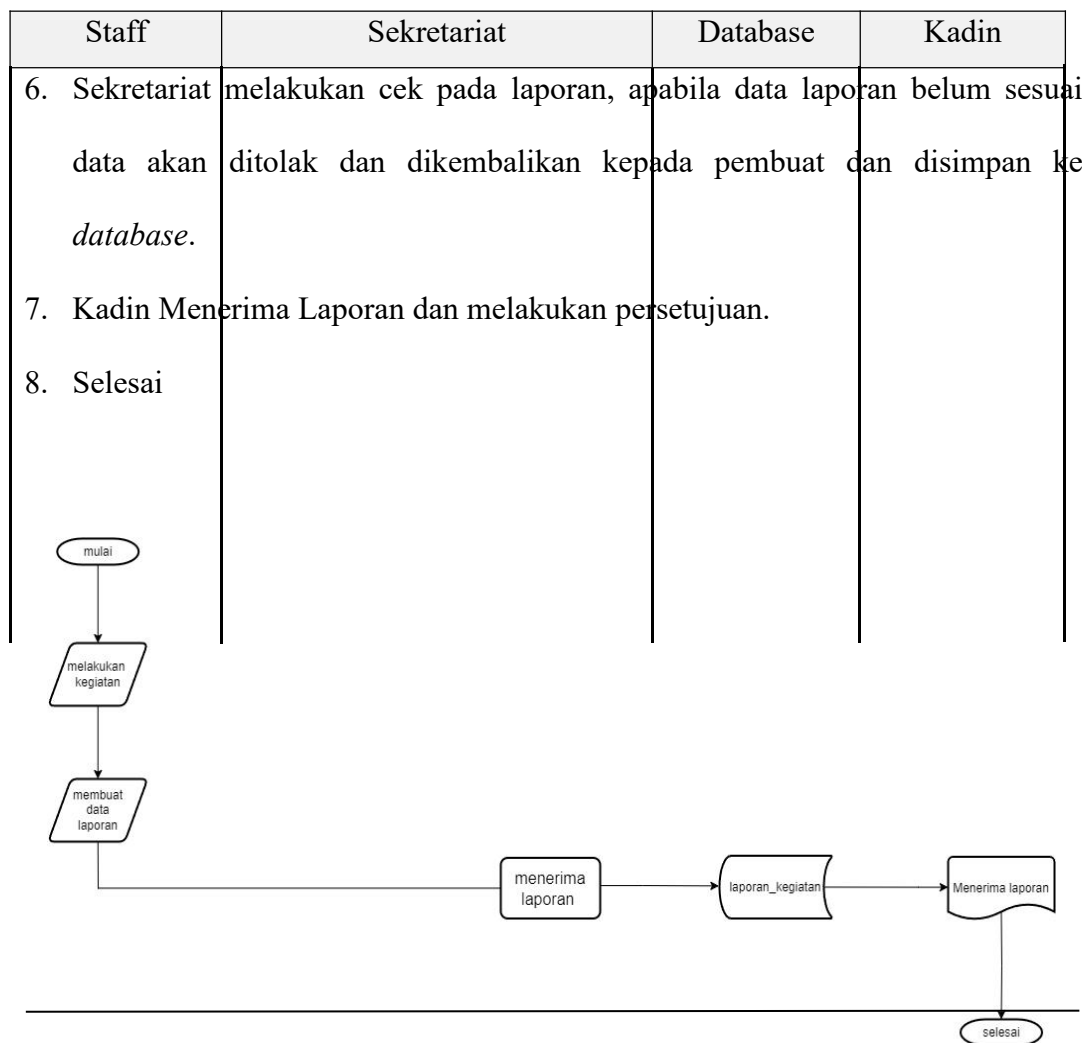 Staff Sekretariat Database Kadin
6. Sekretariat melakukan cek pada laporan, apabila data laporan belum sesuai
data akan ditolak dan dikembalikan kepada pembuat dan disimpan ke
database.
7. Kadin Menerima Laporan dan melakukan persetujuan.
8. Selesai
mulai
melakukan
kegiatan
membuat
data
laporan
menerima
laporan
laporan_kegiatan
Menerima laporan
selesai